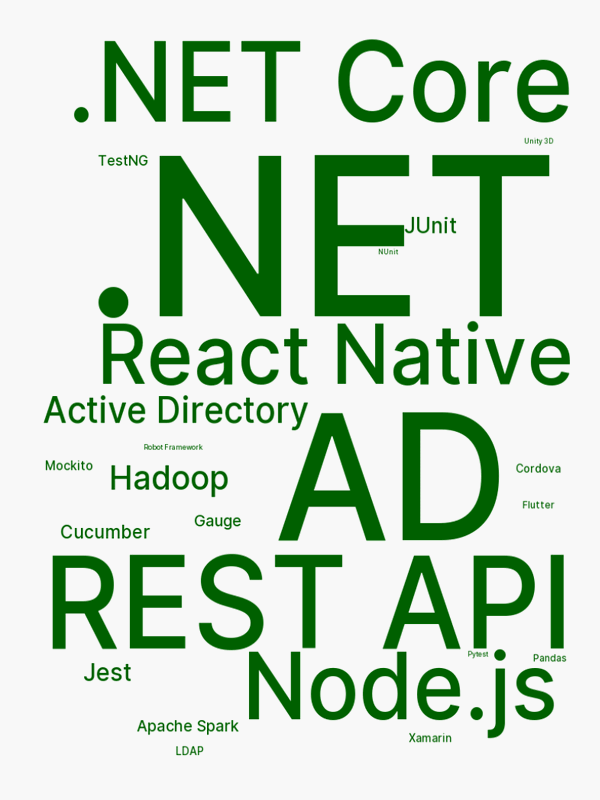 .NET Core
Unity 3D
TestNG
.NET
JUnit
NUnit
React Native
Active Directory
AD
Robot Framework
Mockito
Hadoop
Cordova
Flutter
Gauge
Cucumber
REST API
Pytest
Pandas
Jest
Node.js
Apache Spark
Xamarin
LDAP